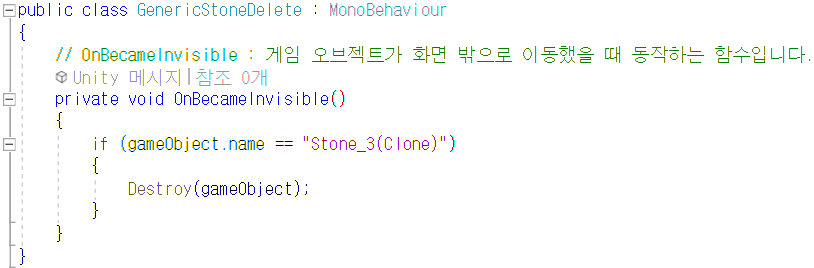 public class GenericStoneDelete : MonoBehaviour
{
// OnBecameInvisible : 게임 오브젝트가 화면 밖으로 이동했을 때 동작하는 함수입니다.
Unity 메시지 | 참조 0개
private void OnBecameInvisible()
{
if (gameObject.name == "Stone_3(Clone)")
{
Destroy(gameObject);
}
}
}